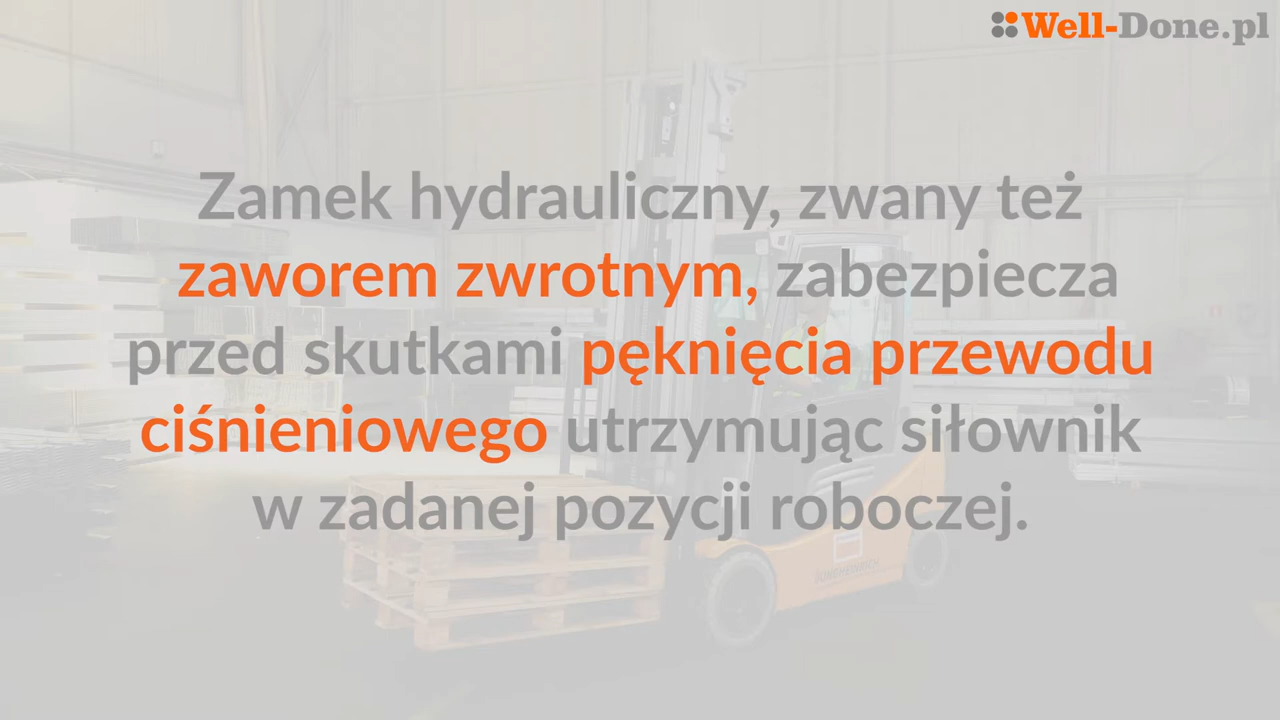 Well-Done.pl
Zamek hydrauliczny, zwany też
zaworem zwrotnym, zabezpiecza
przed skutkami pęknięcia przewodu
ciśnieniowego utrzymując siłownik
w zadanej pozycji roboczej.
JUNGHEINRICH